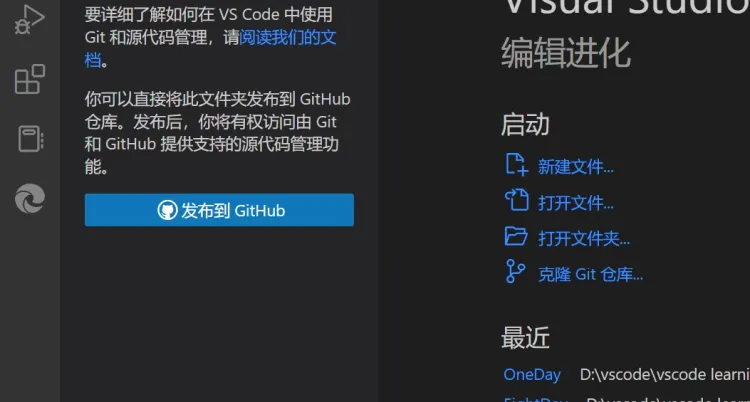 要详细了解如何在 VS Code 中使用
Git 和源代码管理，请阅读我们的文
档。
你可以直接将此文件夹发布到 GitHub
仓库。发布后，你将有权访问由 Git
和 GitHub 提供支持的源代码管理功
能。
发布到 GitHub
Visual Studio
编辑进化
启动
新建文件...
打开文件...
打开文件夹...
克隆 Git 仓库...
最近
OneDay D:\vscode\vscode learni